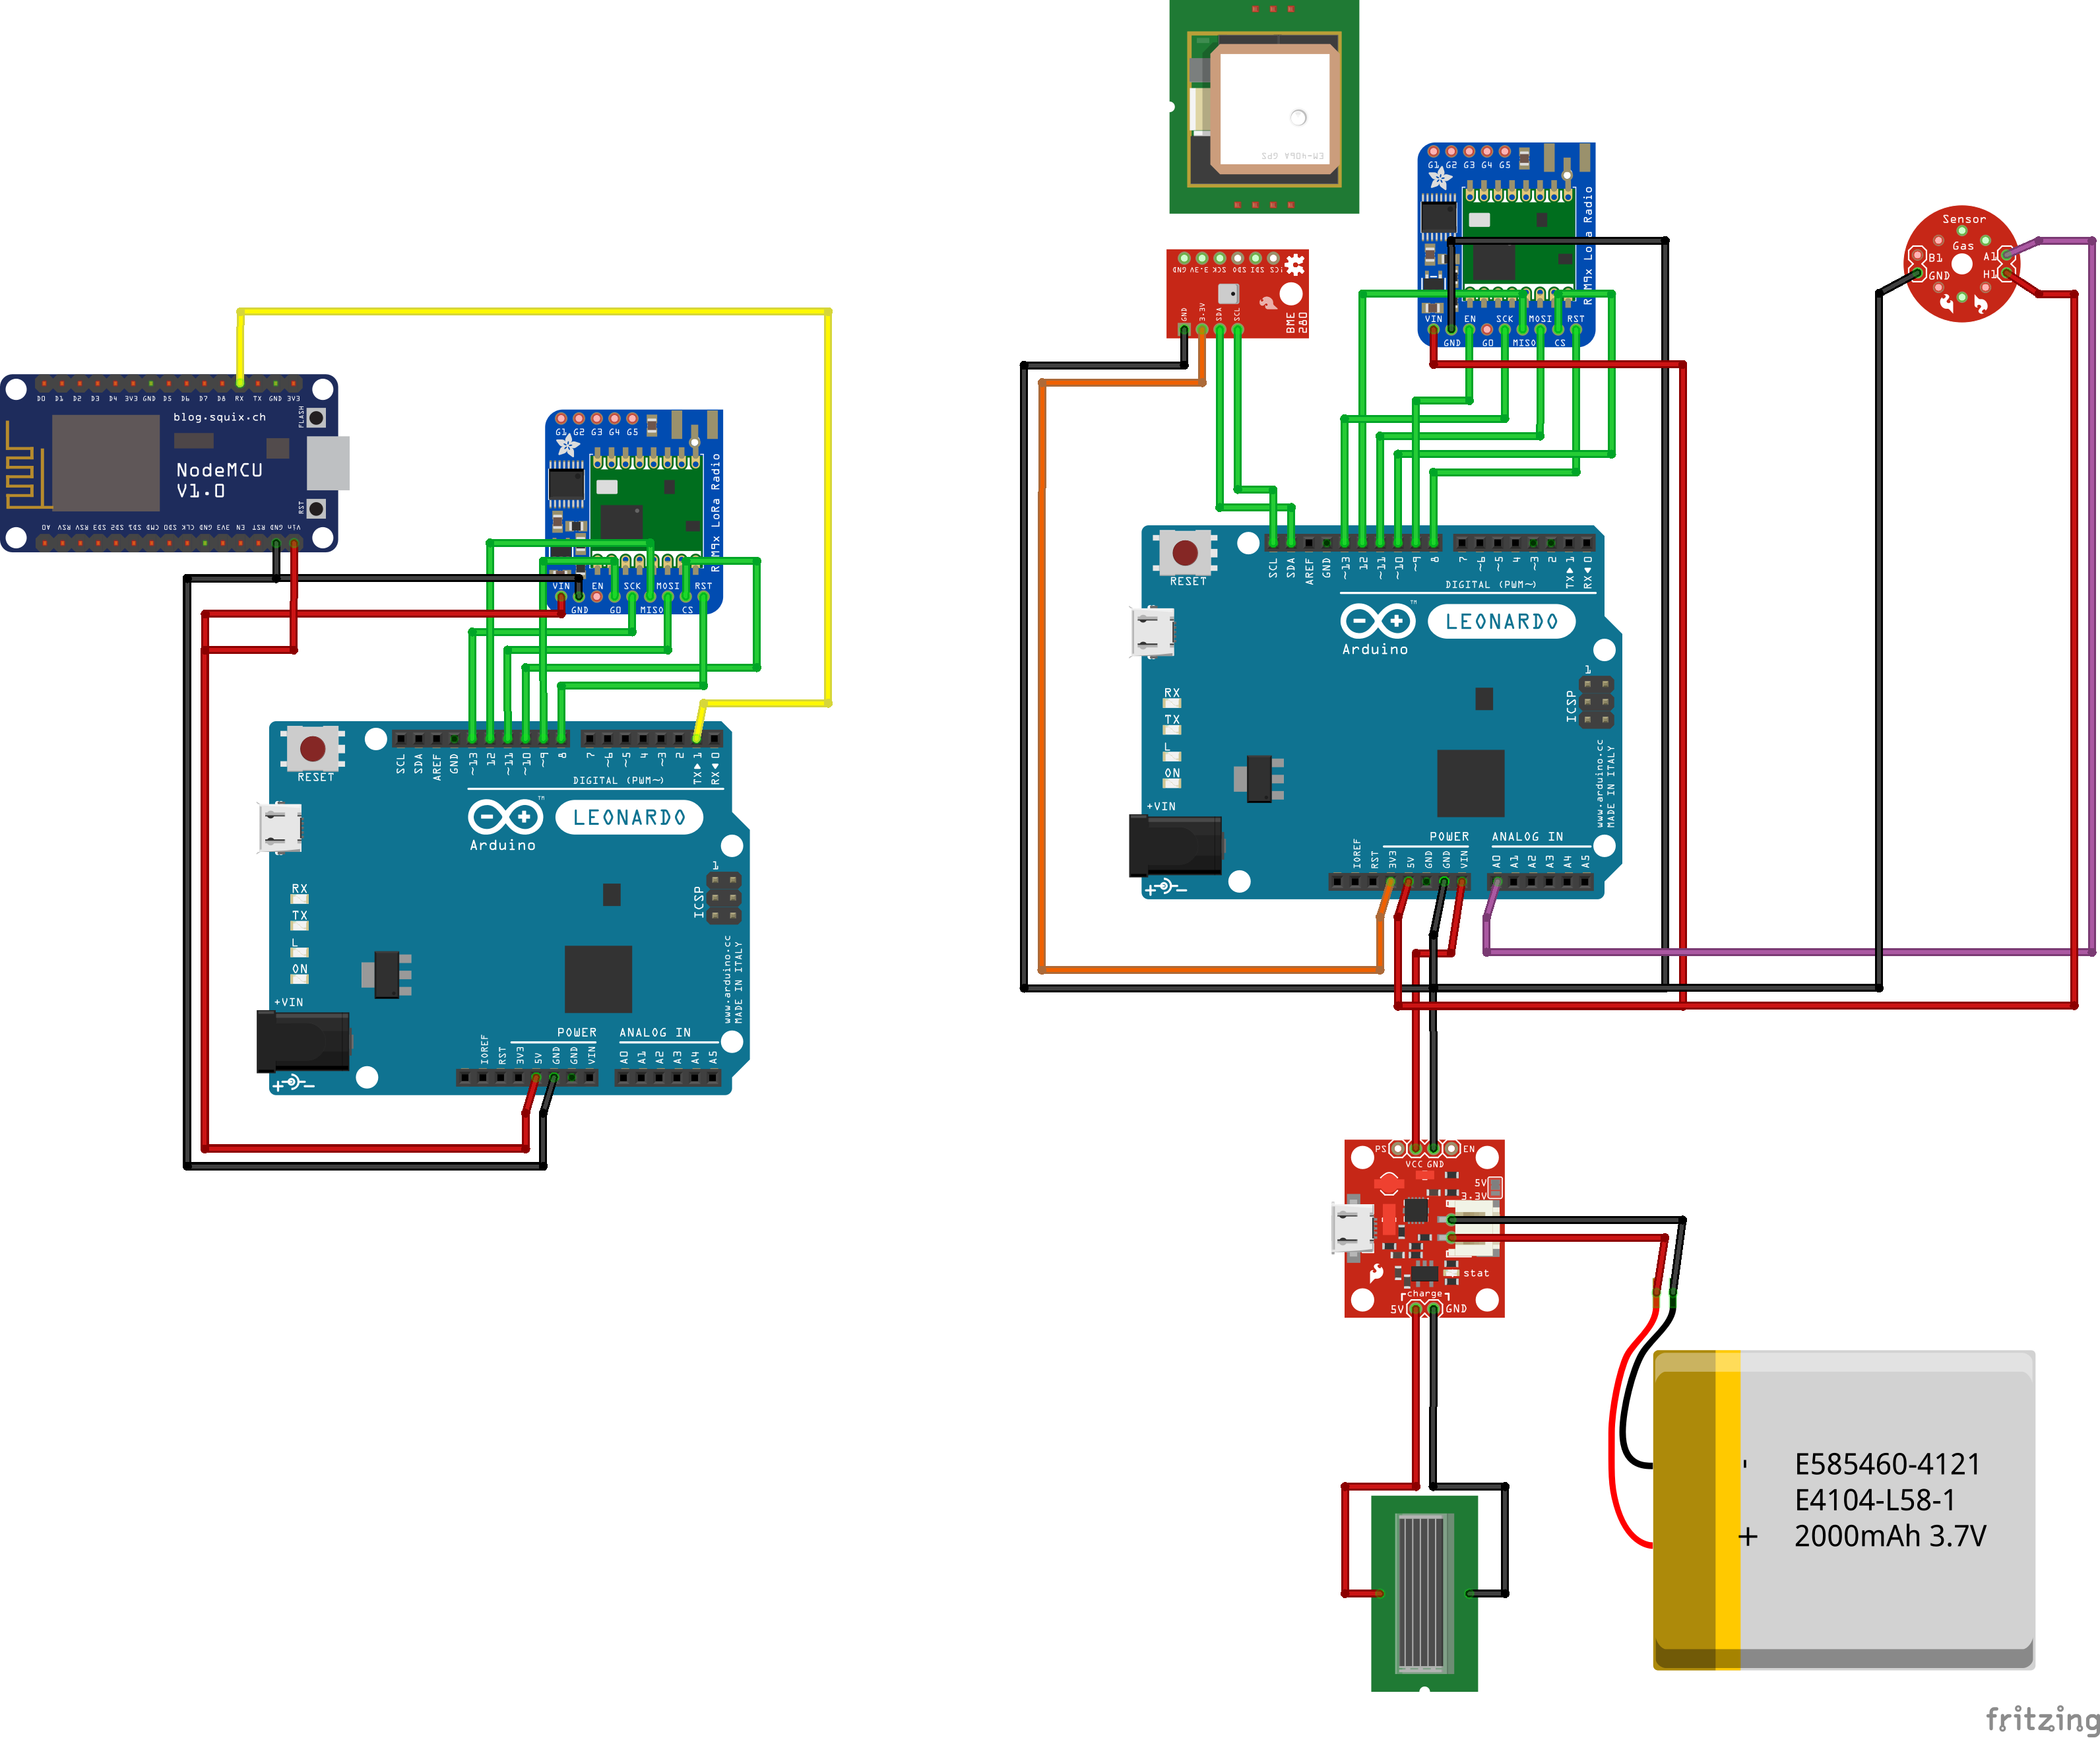 EM-406A GPS
G1 G2 G3 G4 G5
RFM9x LoRa Radio
VIN EN SCK MOSI RST
GND G0 MISO CS
GND 3.3V SCK SDO SDI !CS
GND 3.3V SDA SCL
BME
280
Sensor
Gas
B1 A1
GND H1
D0 D1 D2 D3 D4 3V3 GND D5 D6 D7 D8 RX TX GND 3V3
blog.squix.ch
FLASH
NodeMCU
V1.0
RST
A0 RSV RSV SD3 SD2 SD1 CMD SD0 CLK GND 3V3 EN RST GND Vin
G1 G2 G3 G4 G5
RFM9x LoRa Radio
VIN EN SCK MOSI RST
GND G0 MISO CS
SCL SDA AREF GND ~13 12 ~11 ~10 ~9 8 7 ~6 ~5 4 ~3 2 TX▸1 RX◂0
RESET
DIGITAL (PWM~)
TM
LEONARDO
Arduino
1
ICSP
RX
TX
L
ON
+VIN
www.arduino.cc
MADE IN ITALY
POWER ANALOG IN
IOREF RST 3V3 5V GND GND VIN A0 A1 A2 A3 A4 A5
SCL SDA AREF GND ~13 12 ~11 ~10 ~9 8 7 ~6 ~5 4 ~3 2 TX▸1 RX◂0
RESET
DIGITAL (PWM~)
TM
LEONARDO
Arduino
1
ICSP
RX
TX
L
ON
+VIN
www.arduino.cc
MADE IN ITALY
POWER ANALOG IN
IOREF RST 3V3 5V GND GND VIN A0 A1 A2 A3 A4 A5
PS EN
VCC GND
5V
3.3V
stat
charge
5V GND
- E585460-4121
E4104-L58-1
+ 2000mAh 3.7V
fritzing